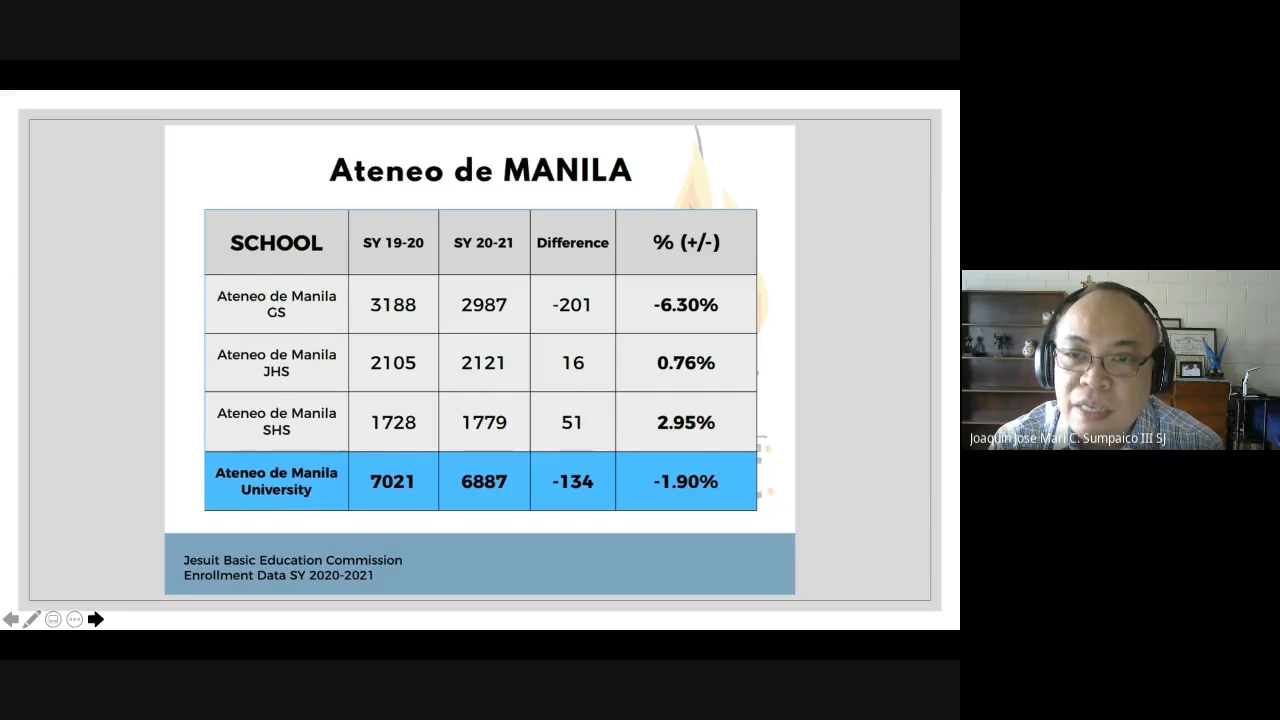 Ateneo de MANILA
SCHOOL SY 19-20 SY 20-21 Difference % (+/-)
Ateneo de Manila
GS
3188 2987 -201 -6.30%
Ateneo de Manila
JHS
2105 2121 16 0.76%
Ateneo de Manila
SHS
1728 1779 51 2.95%
Ateneo de Manila
University
7021 6887 -134 -1.90%
Jesuit Basic Education Commission
Enrollment Data SY 2020-2021
Joaquin Jose Mari C. Sumpaico III SJ